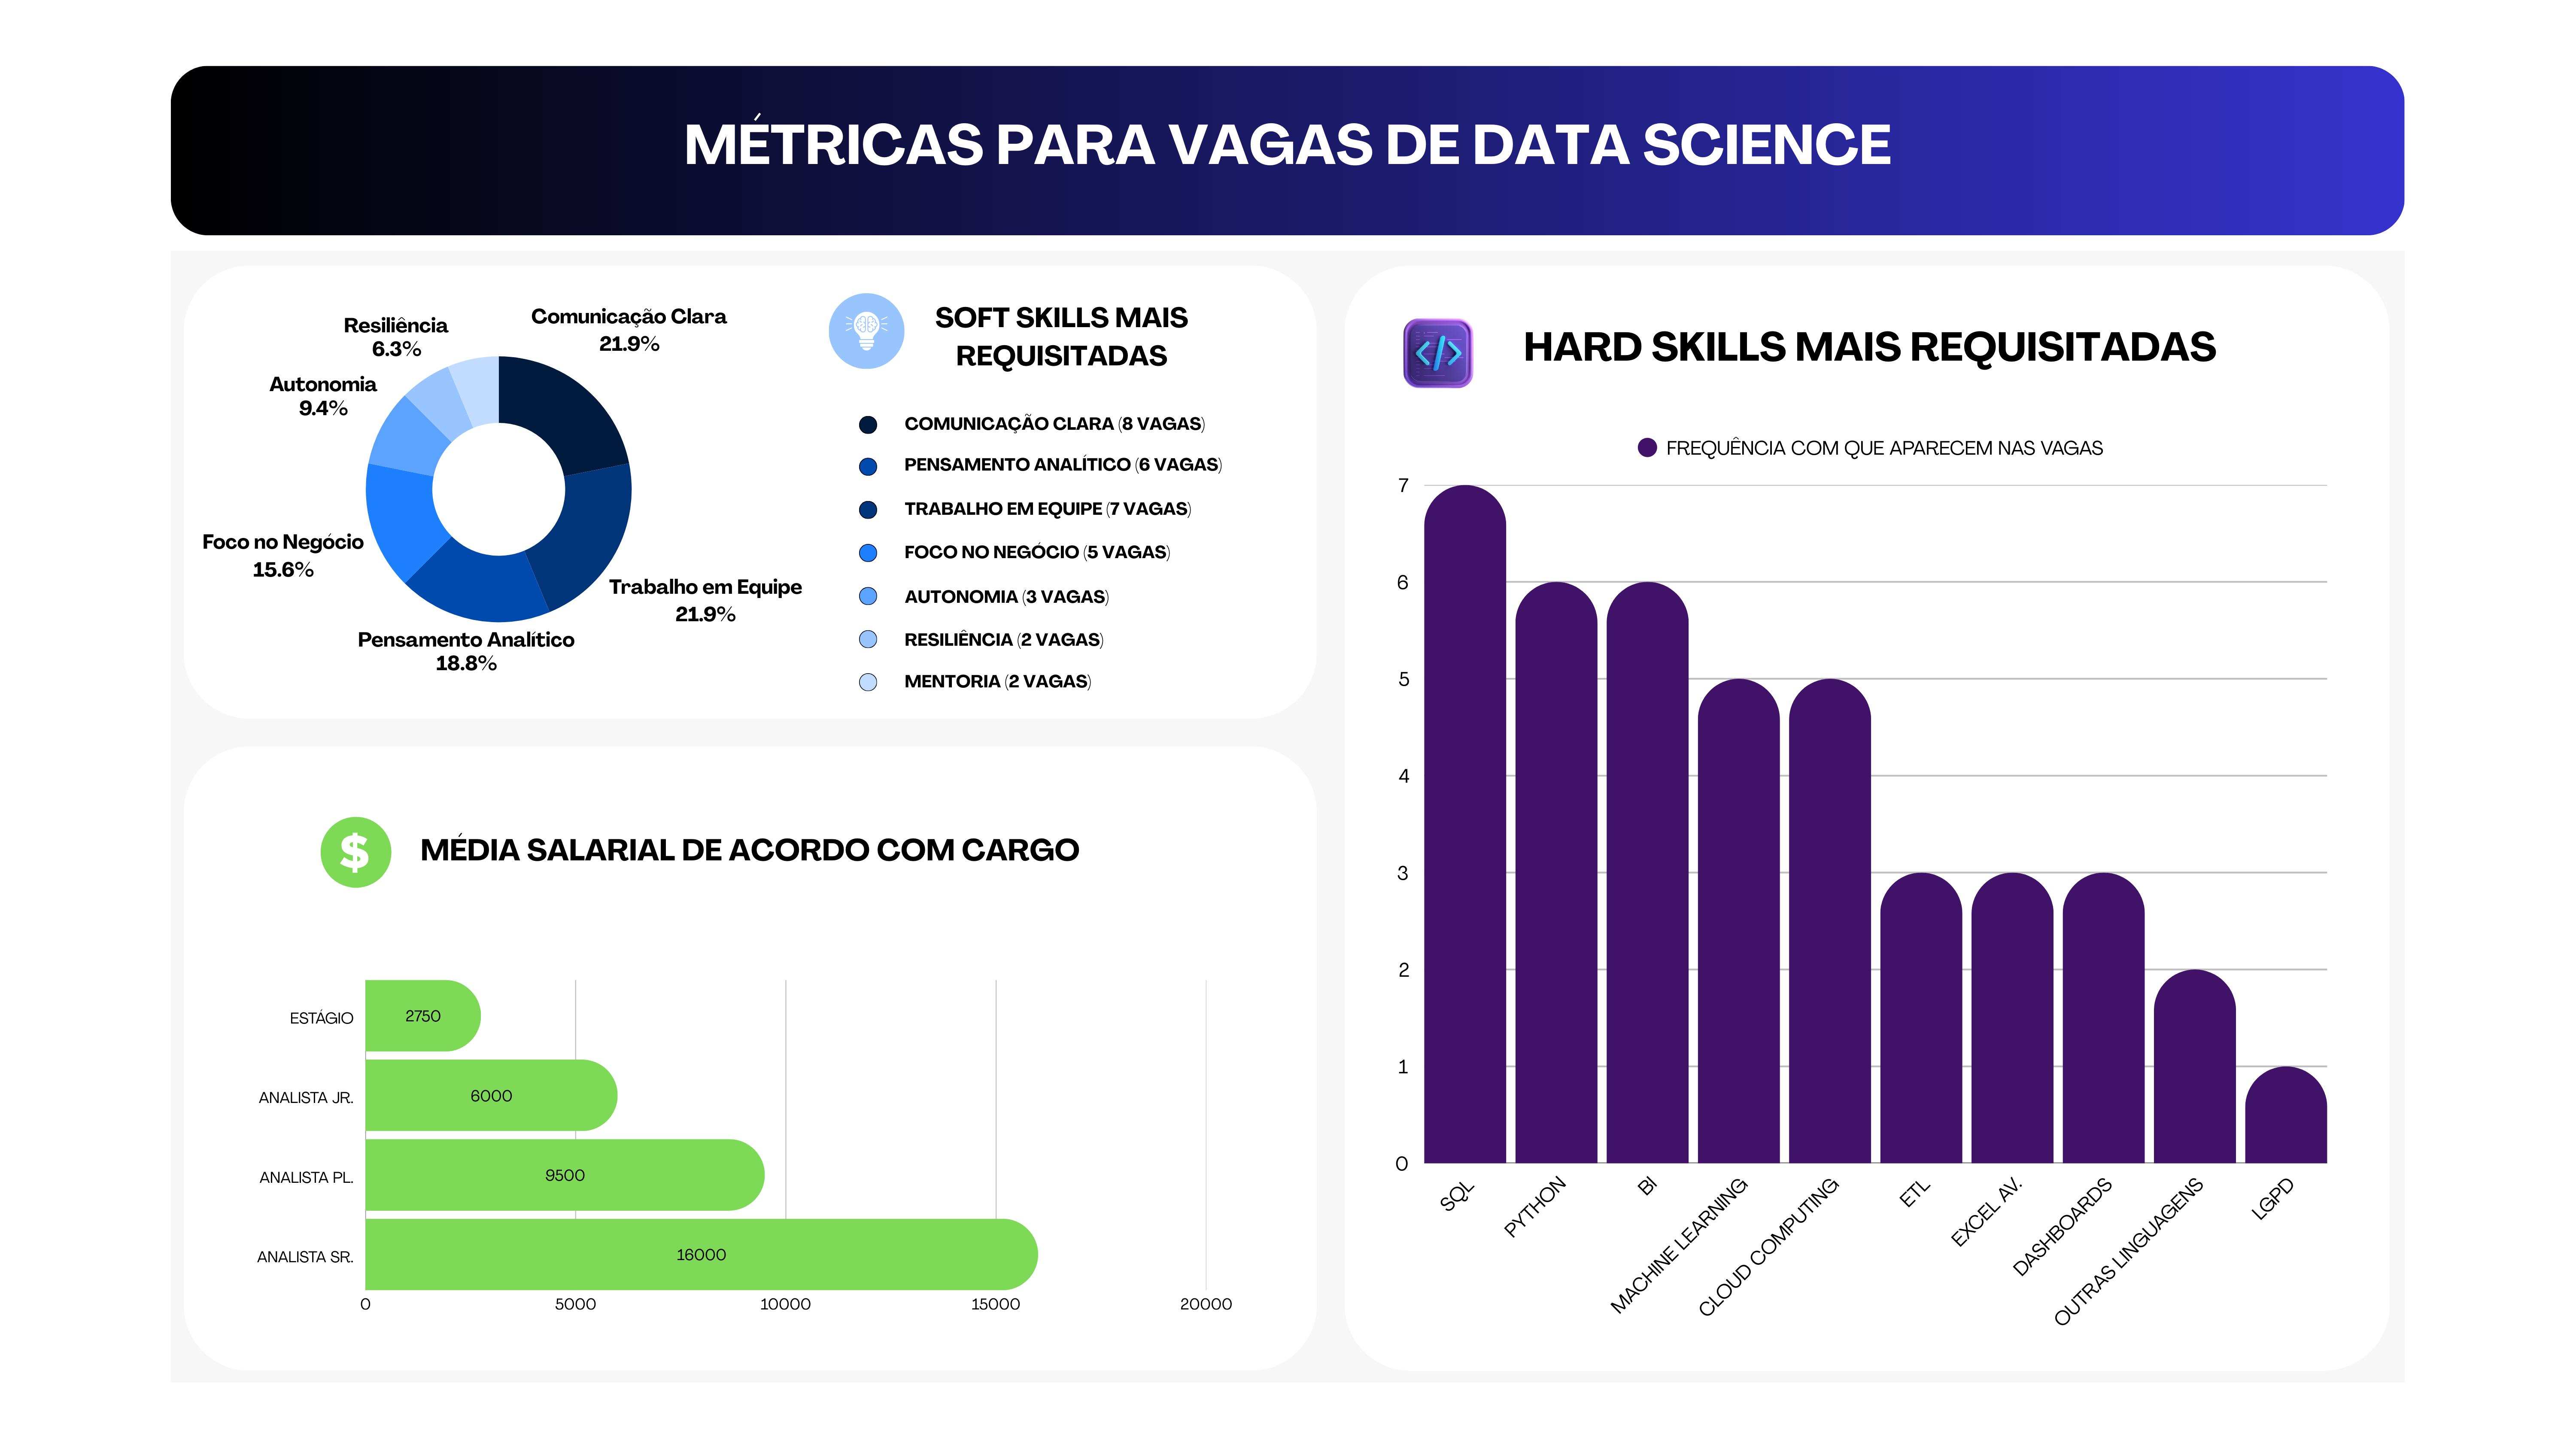 MÉTRICAS PARA VAGAS DE DATA SCIENCE
Resiliência
6.3%
Comunicação Clara
21.9%
Autonomia
9.4%
Foco no Negócio
15.6%
Trabalho em Equipe
21.9%
Pensamento Analítico
18.8%
SOFT SKILLS MAIS
REQUISITADAS
COMUNICAÇÃO CLARA (8 VAGAS)
PENSAMENTO ANALÍTICO (6 VAGAS)
TRABALHO EM EQUIPE (7 VAGAS)
FOCO NO NEGÓCIO (5 VAGAS)
AUTONOMIA (3 VAGAS)
RESILIÊNCIA (2 VAGAS)
MENTORIA (2 VAGAS)
$ MÉDIA SALARIAL DE ACORDO COM CARGO
ESTÁGIO 2750
ANALISTA JR. 6000
ANALISTA PL. 9500
ANALISTA SR. 16000
0 5000 10000 15000 20000
</> HARD SKILLS MAIS REQUISITADAS
FREQUÊNCIA COM QUE APARECEM NAS VAGAS
7
6
5
4
3
2
1
0
SQL
PYTHON
BI
MACHINE LEARNING
CLOUD COMPUTING
ETL
EXCEL AV.
DASHBOARDS
OUTRAS LINGUAGENS
LGPD